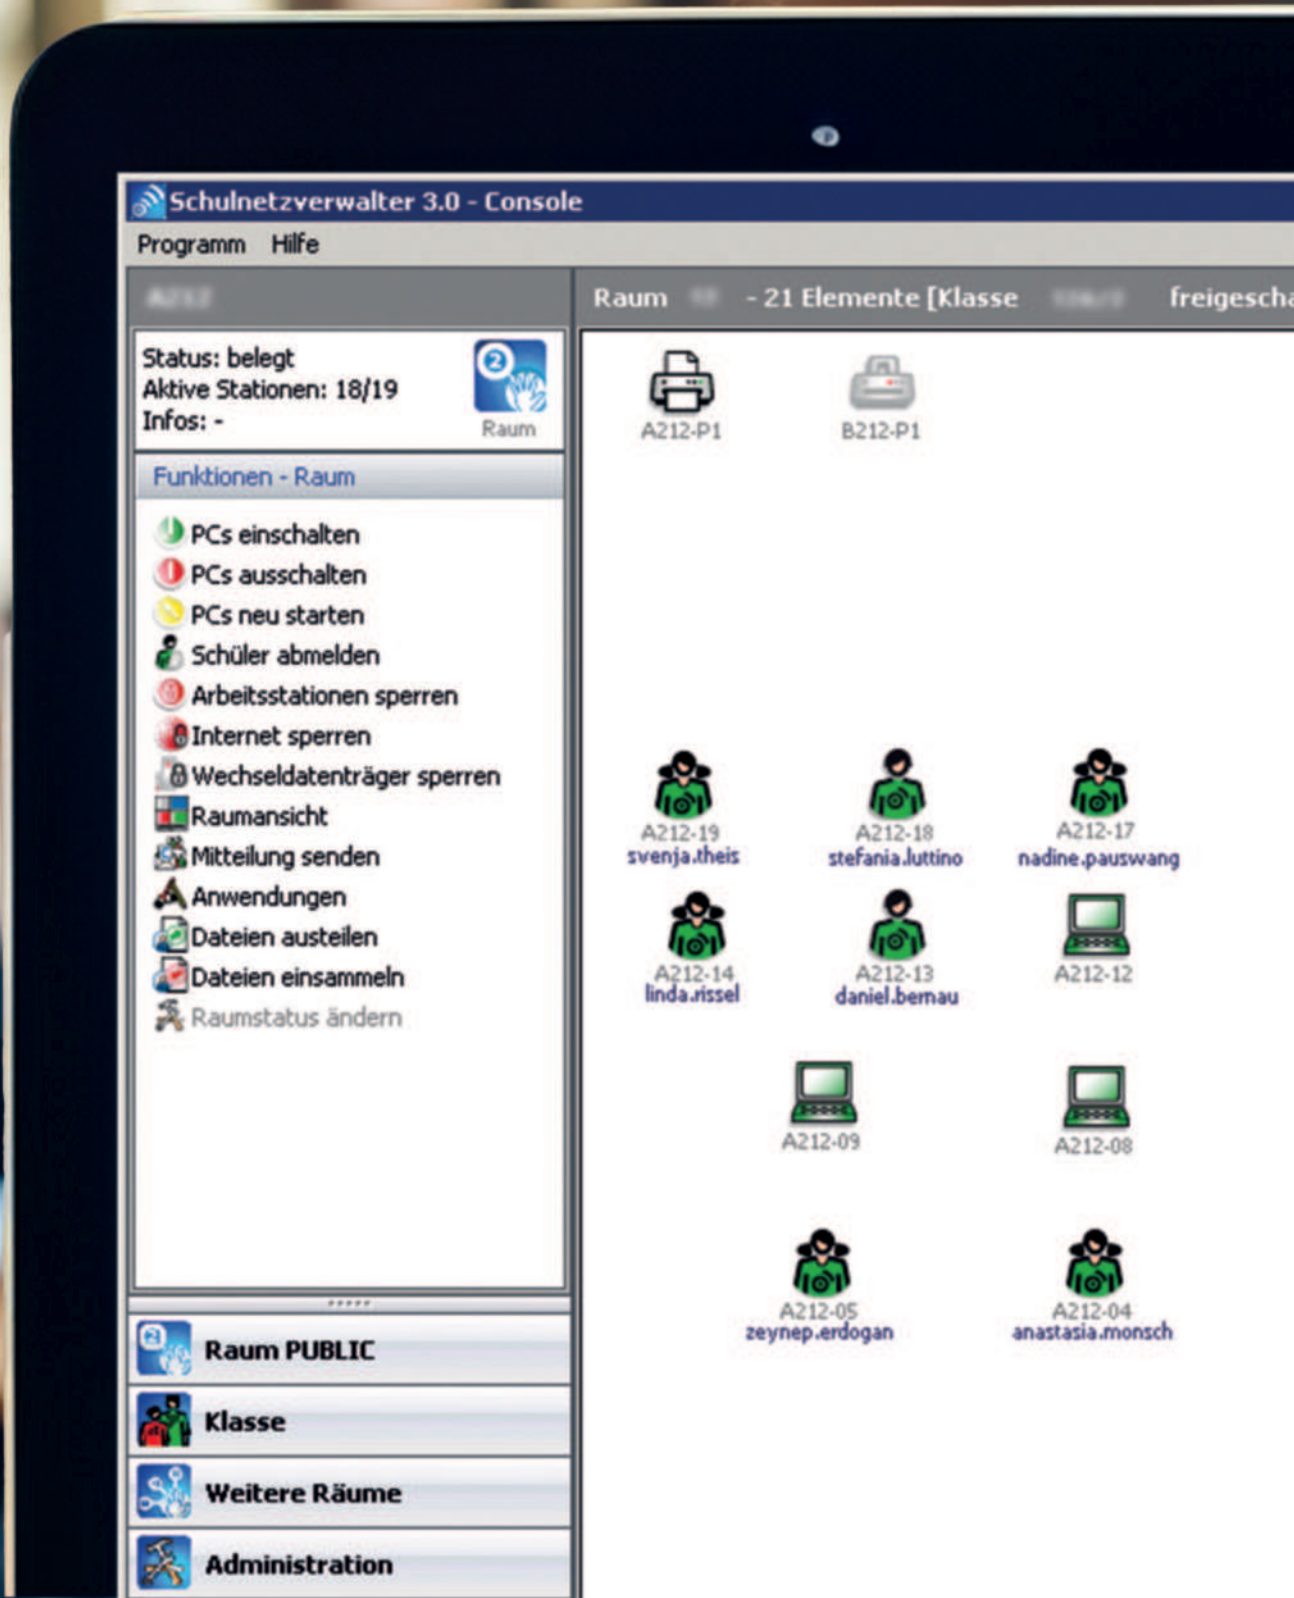 Schulnetzverwalter 3.0 - Console
Programm Hilfe
A212
Status: belegt
Aktive Stationen: 18/19
Infos: -
2
Raum
Funktionen - Raum
PCs einschalten
PCs ausschalten
PCs neu starten
Schüler abmelden
Arbeitsstationen sperren
Internet sperren
Wechseldatenträger sperren
Raumansicht
Mitteilung senden
Anwendungen
Dateien austeilen
Dateien einsammeln
Raumstatus ändern
2
Raum PUBLIC
Klasse
Weitere Räume
Administration
Raum - 21 Elemente [Klasse freigescha
A212-P1 B212-P1
A212-19 A212-18 A212-17
svenja.theis stefania.luttino nadine.pauswang
A212-14 A212-13 A212-12
linda.rissel daniel.bernau
A212-09 A212-08
A212-05 A212-04
zeynep.erdogan anastasia.monsch